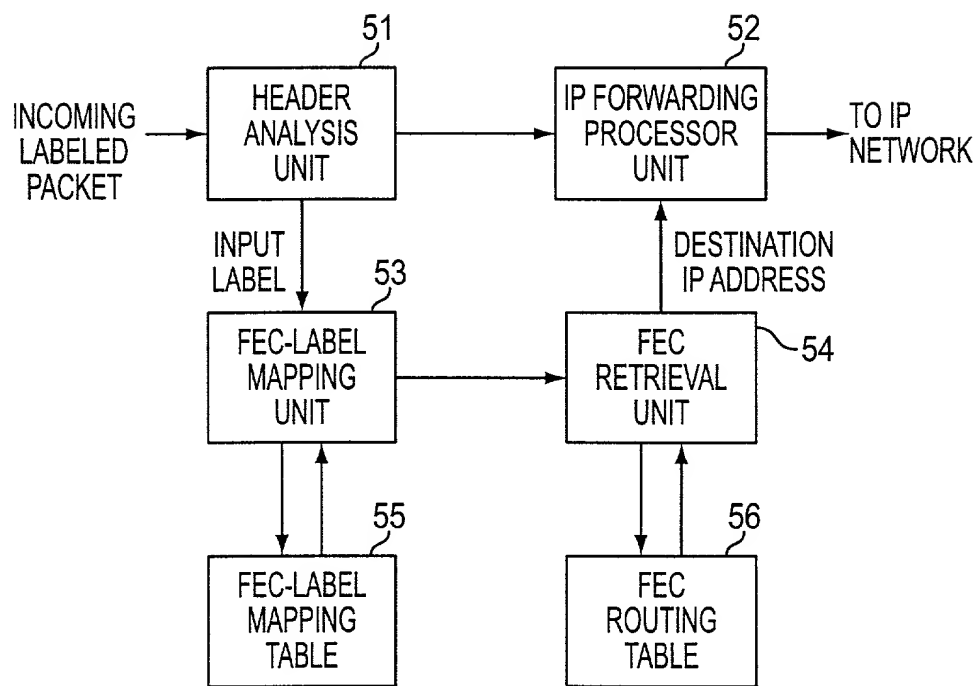 51
52
INCOMING
LABELED
PACKET
HEADER
ANALYSIS
UNIT
IP FORWARDING
PROCESSOR
UNIT
TO IP
NETWORK
INPUT
LABEL
DESTINATION
IP ADDRESS
53
54
FEC-LABEL
MAPPING
UNIT
FEC
RETRIEVAL
UNIT
55
56
FEC-LABEL
MAPPING
TABLE
FEC
ROUTING
TABLE